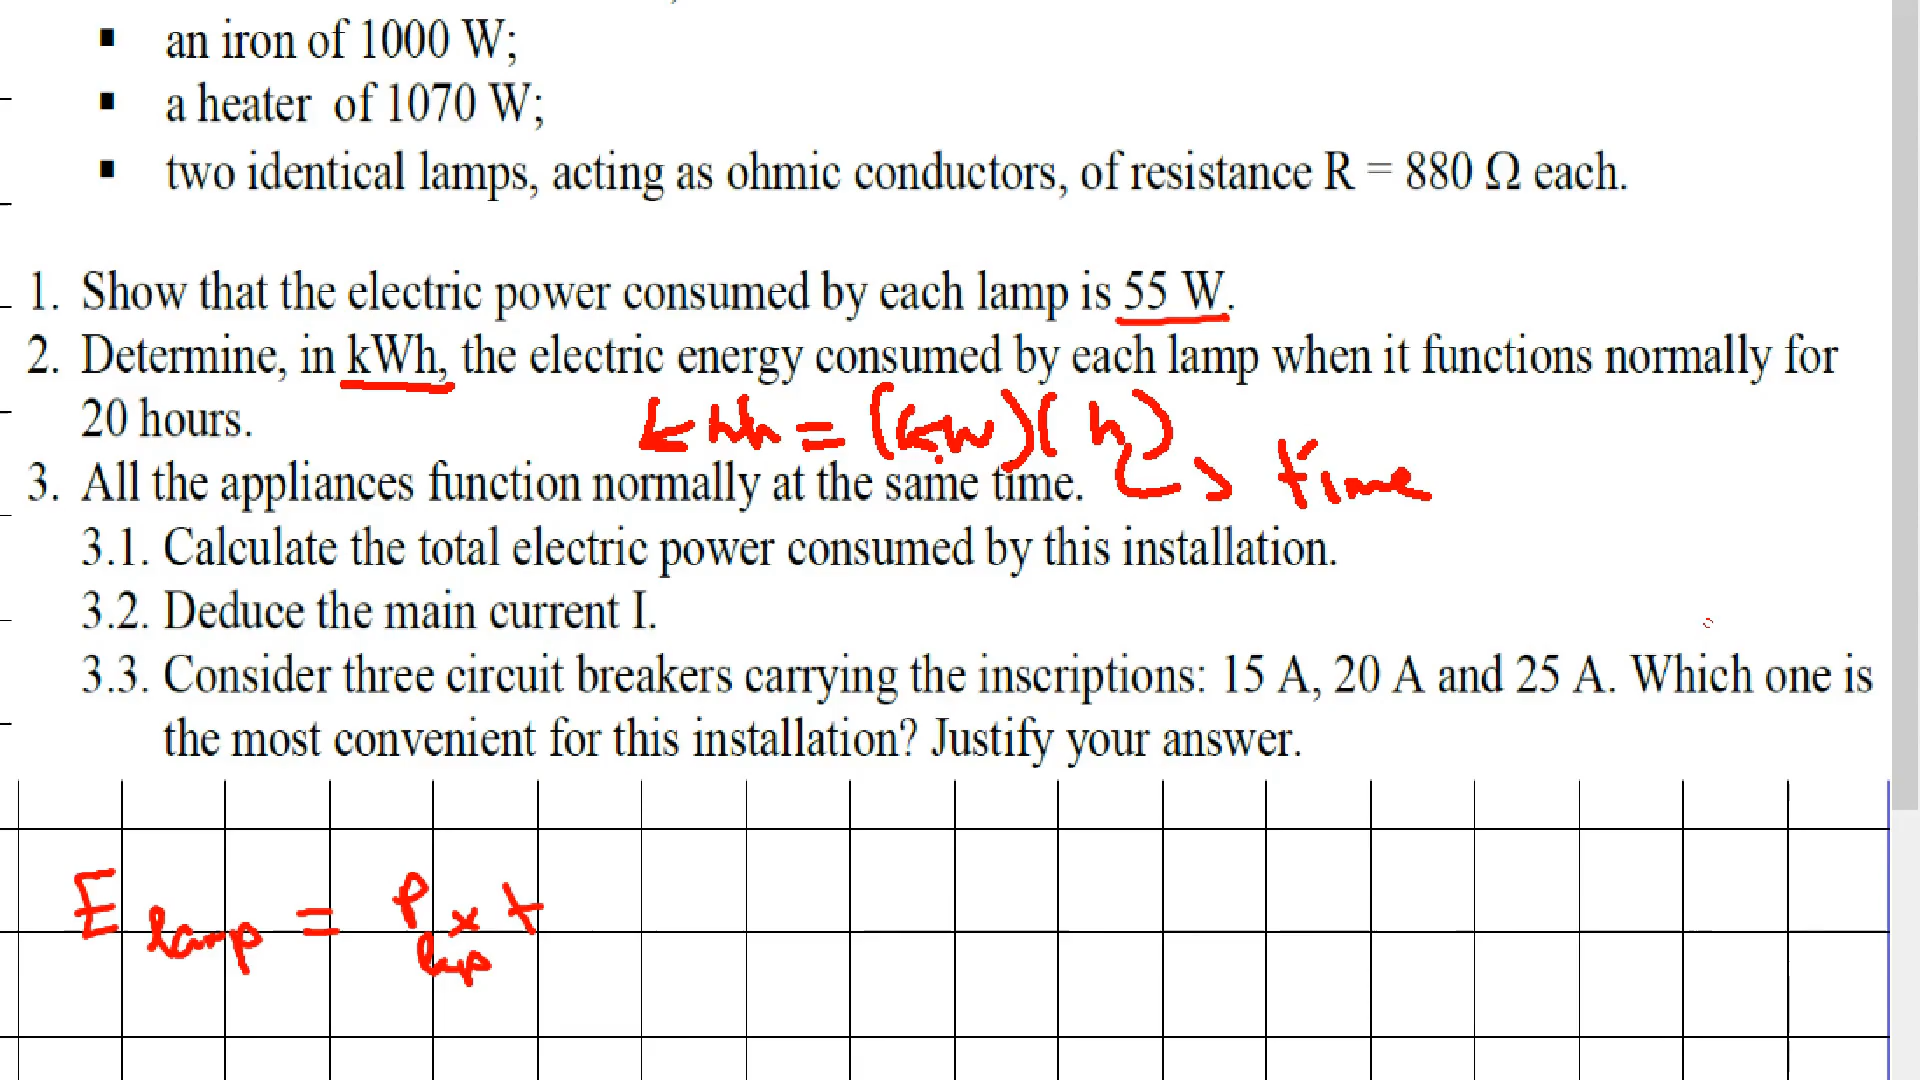 ▪ an iron of 1000 W;
▪ a heater of 1070 W;
▪ two identical lamps, acting as ohmic conductors, of resistance R = 880 Ω each.
1. Show that the electric power consumed by each lamp is 55 W.
2. Determine, in kWh, the electric energy consumed by each lamp when it functions normally for
20 hours.
kWh = (kW)(h)
3. All the appliances function normally at the same time.
→ time
3.1. Calculate the total electric power consumed by this installation.
3.2. Deduce the main current I.
3.3. Consider three circuit breakers carrying the inscriptions: 15 A, 20 A and 25 A. Which one is
the most convenient for this installation? Justify your answer.
E lamp = P lamp x t